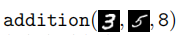 addition(3, 5, 8)